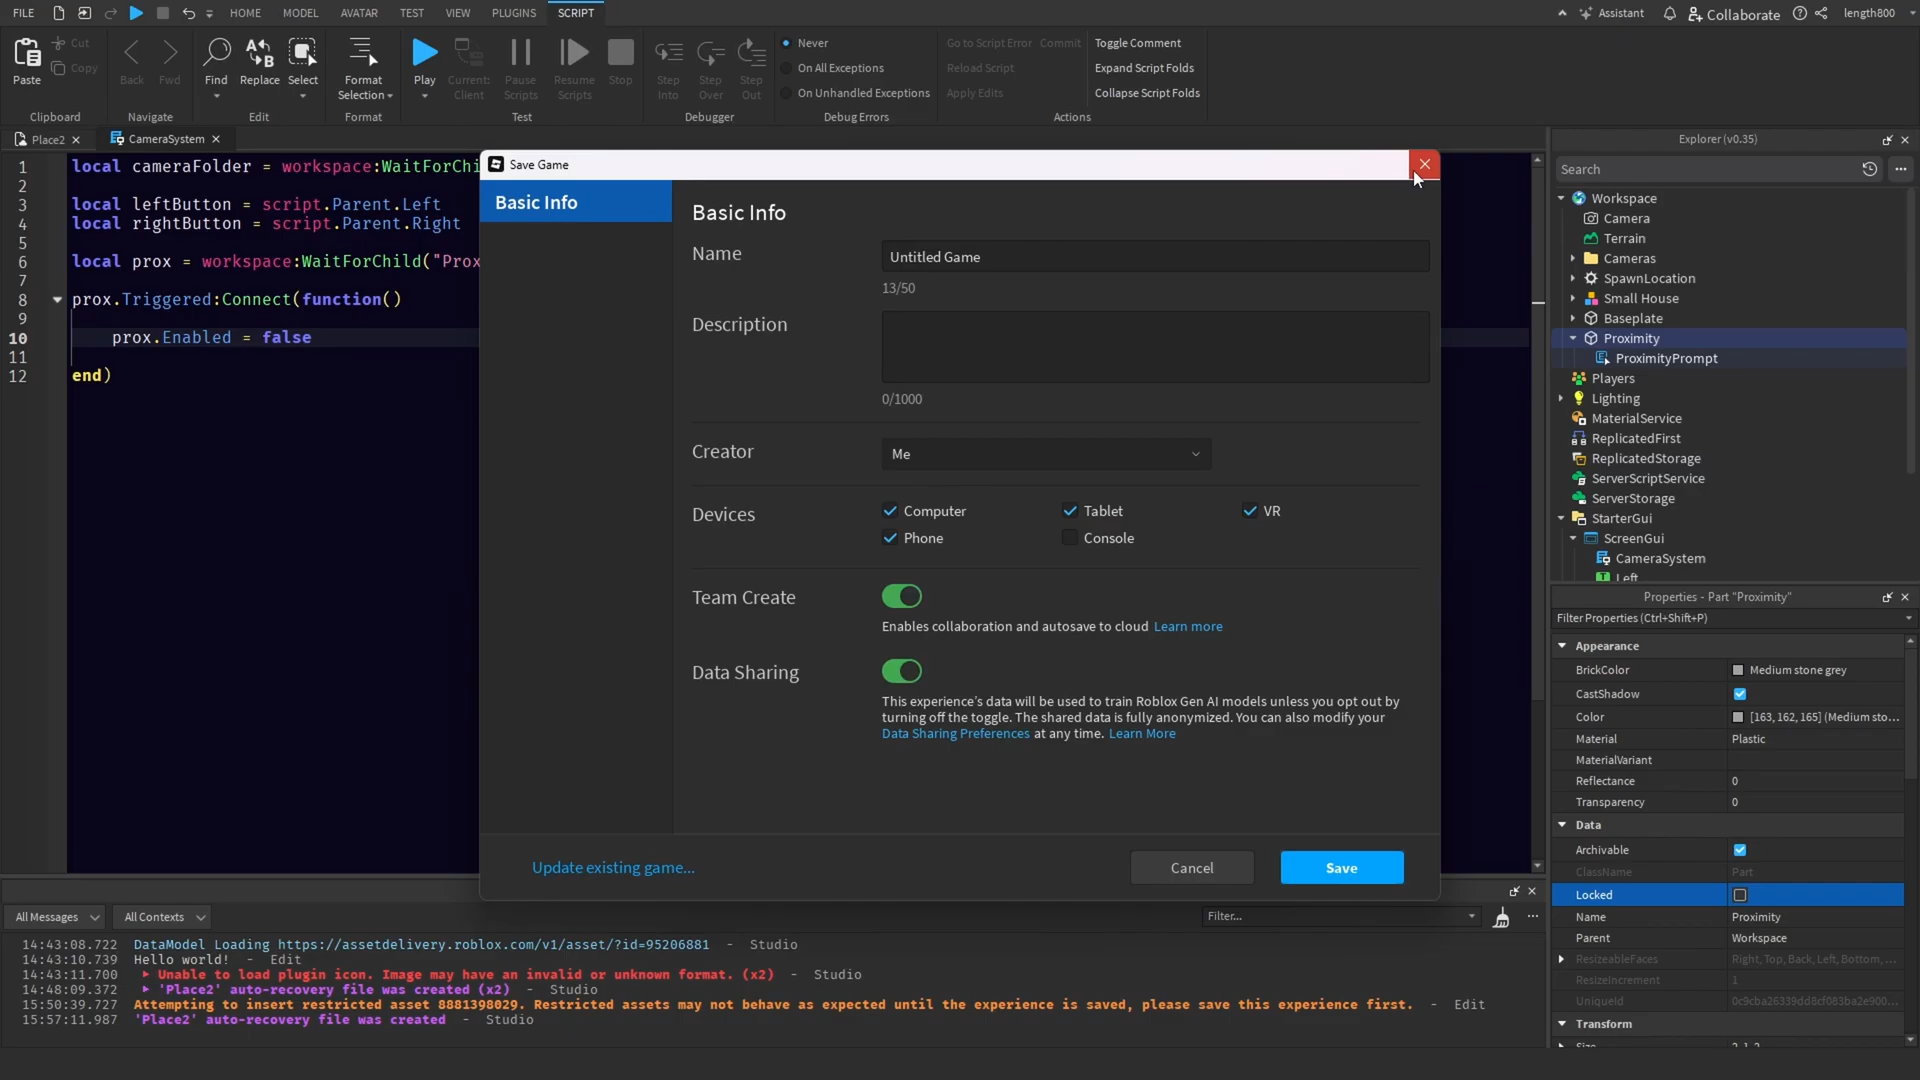 FILE
HOME
MODEL
AVATAR
TEST
VIEW
PLUGINS
SCRIPT
Assistant
Collaborate
length800
Paste
Cut
Copy
Clipboard
Back
Fwd
Navigate
Find
Replace
Select
Edit
Format
Selection
Format
Play
Current:
Client
Pause
Scripts
Resume
Scripts
Stop
Test
Step
Into
Step
Over
Step
Out
Debugger
Never
On All Exceptions
On Unhandled Exceptions
Debug Errors
Go to Script Error
Commit
Reload Script
Apply Edits
Toggle Comment
Expand Script Folds
Collapse Script Folds
Actions
Place2
CameraSystem
1 local cameraFolder = workspace:WaitForChi
2
3 local leftButton = script.Parent.Left
4 local rightButton = script.Parent.Right
5
6 local prox = workspace:WaitForChild("Prox
7
8 prox.Triggered:Connect(function()
9
10 prox.Enabled = false
11
12 end)
Save Game
Basic Info
Basic Info
Name
Untitled Game
13/50
Description
0/1000
Creator
Me
Devices
Computer
Tablet
VR
Phone
Console
Team Create
Enables collaboration and autosave to cloud Learn more
Data Sharing
This experience's data will be used to train Roblox Gen AI models unless you opt out by
turning off the toggle. The shared data is fully anonymized. You can also modify your
Data Sharing Preferences at any time. Learn More
Update existing game...
Cancel
Save
Explorer (v0.35)
Search
Workspace
Camera
Terrain
Cameras
SpawnLocation
Small House
Baseplate
Proximity
ProximityPrompt
Players
Lighting
MaterialService
ReplicatedFirst
ReplicatedStorage
ServerScriptService
ServerStorage
StarterGui
ScreenGui
CameraSystem
Left
Properties - Part "Proximity"
Filter Properties (Ctrl+Shift+P)
Appearance
BrickColor Medium stone grey
CastShadow
Color [163, 162, 165] (Medium sto...
Material Plastic
MaterialVariant
Reflectance 0
Transparency 0
Data
Archivable
ClassName Part
Locked
Name Proximity
Parent Workspace
ResizeableFaces Right, Top, Back, Left, Bottom, ...
ResizeIncrement 1
UniqueId 0c9cba26339dd8cf083ba2e900...
Transform
Size 2, 1, 2
All Messages
All Contexts
Filter...
14:43:08.722 DataModel Loading https://assetdelivery.roblox.com/v1/asset/?id=95206881 - Studio
14:43:10.739 Hello world! - Edit
14:43:11.700 Unable to load plugin icon. Image may have an invalid or unknown format. (x2) - Studio
14:48:09.372 'Place2' auto-recovery file was created (x2) - Studio
15:50:39.727 Attempting to insert restricted asset 8881398029. Restricted assets may not behave as expected until the experience is saved, please save this experience first. - Edit
15:57:11.987 'Place2' auto-recovery file was created - Studio